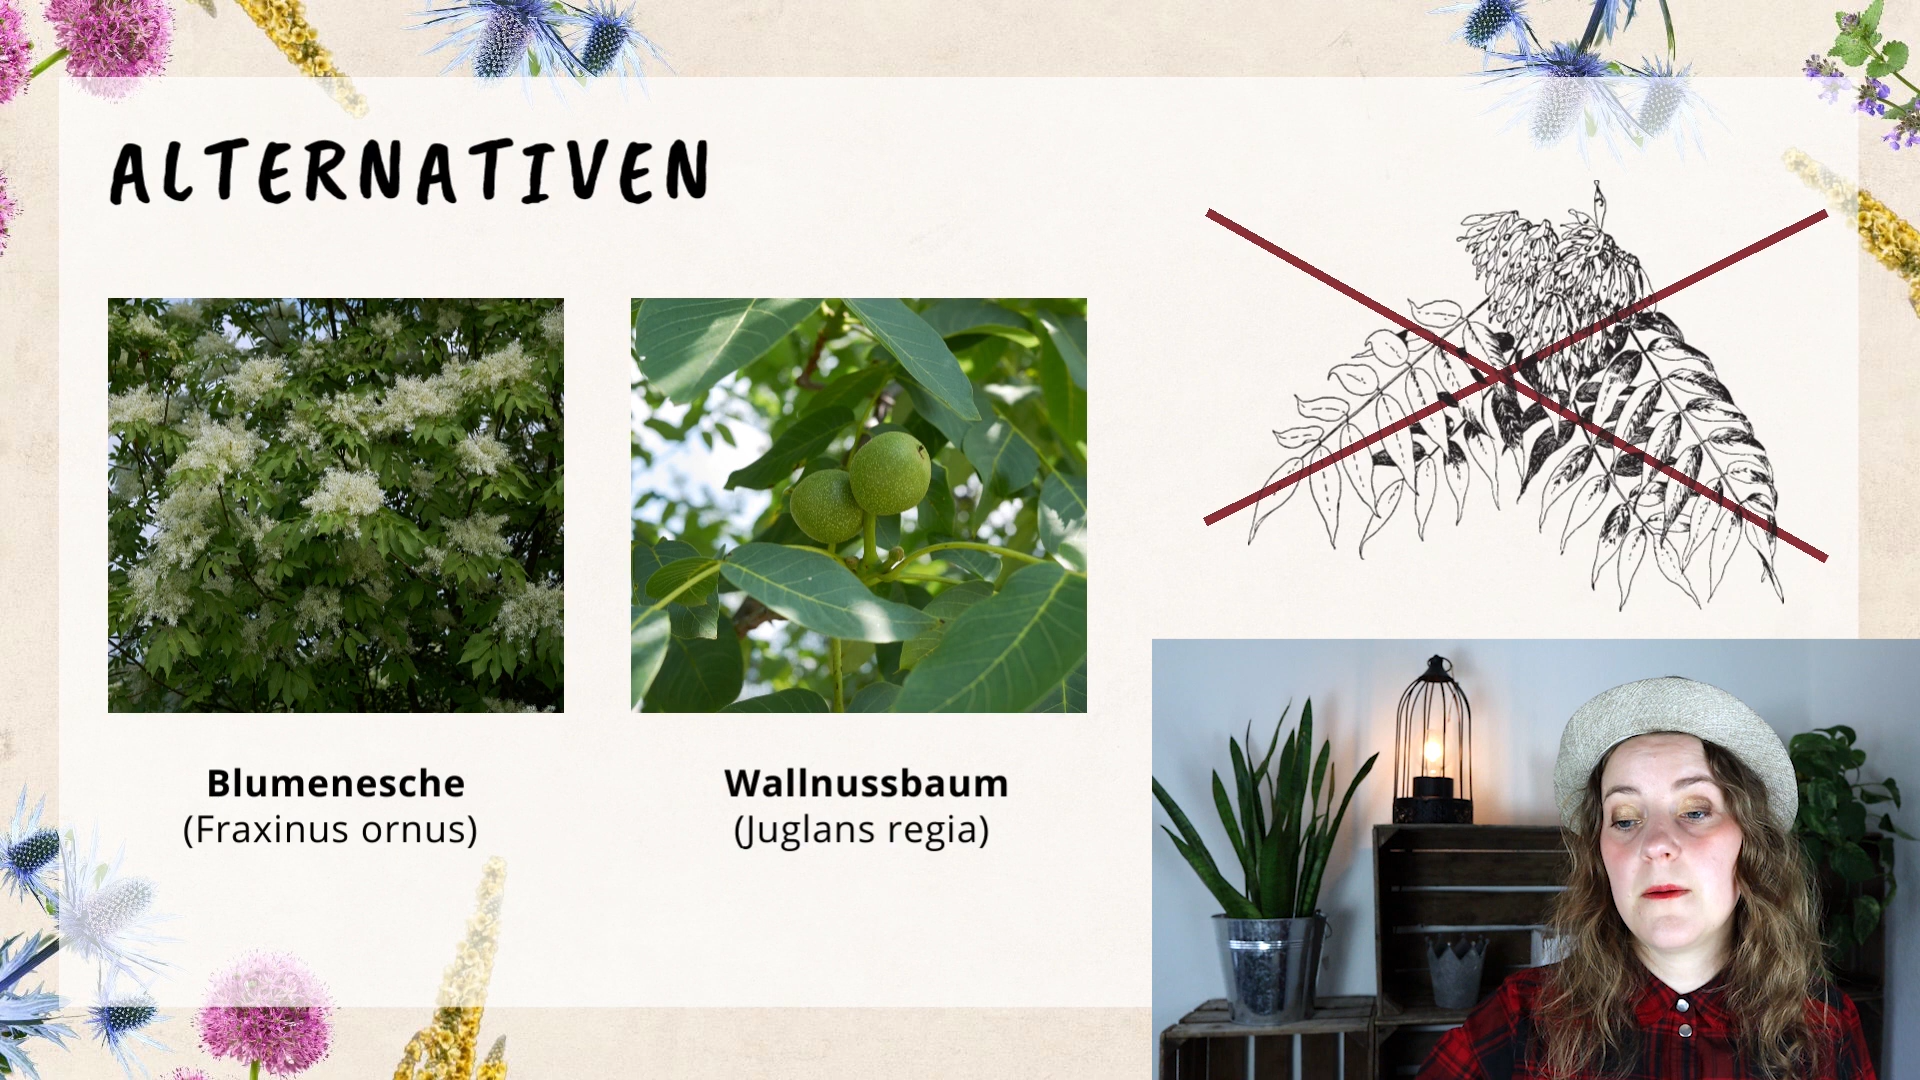 ALTERNATIVEN
Blumenesche
(Fraxinus ornus)
Wallnussbaum
(Juglans regia)